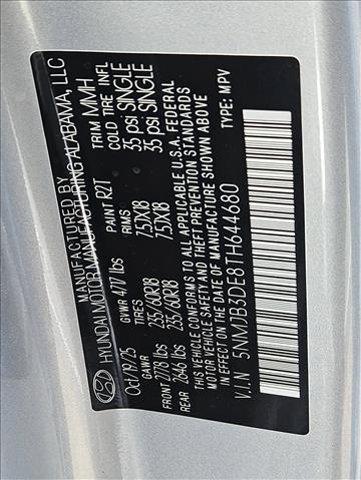 MANUFACTURED BY
HYUNDAI MOTOR MANUFACTURING ALABAMA, LLC
Oct/19/25 GVWR 4717 lbs PAINT R2T TRIM MMH
GAWR TIRES RIMS COLD TIRE INFL
FRONT 2778 lbs 235/60R18 7.5JX18 35 psi SINGLE
REAR 2646 lbs 235/60R18 7.5JX18 35 psi SINGLE
THIS VEHICLE CONFORMS TO ALL APPLICABLE U.S.A. FEDERAL
MOTOR VEHICLE SAFETY AND THEFT PREVENTION STANDARDS
IN EFFECT ON THE DATE OF MANUFACTURE SHOWN ABOVE
V.I.N 5NMJB3DE8TH644680 TYPE: MPV